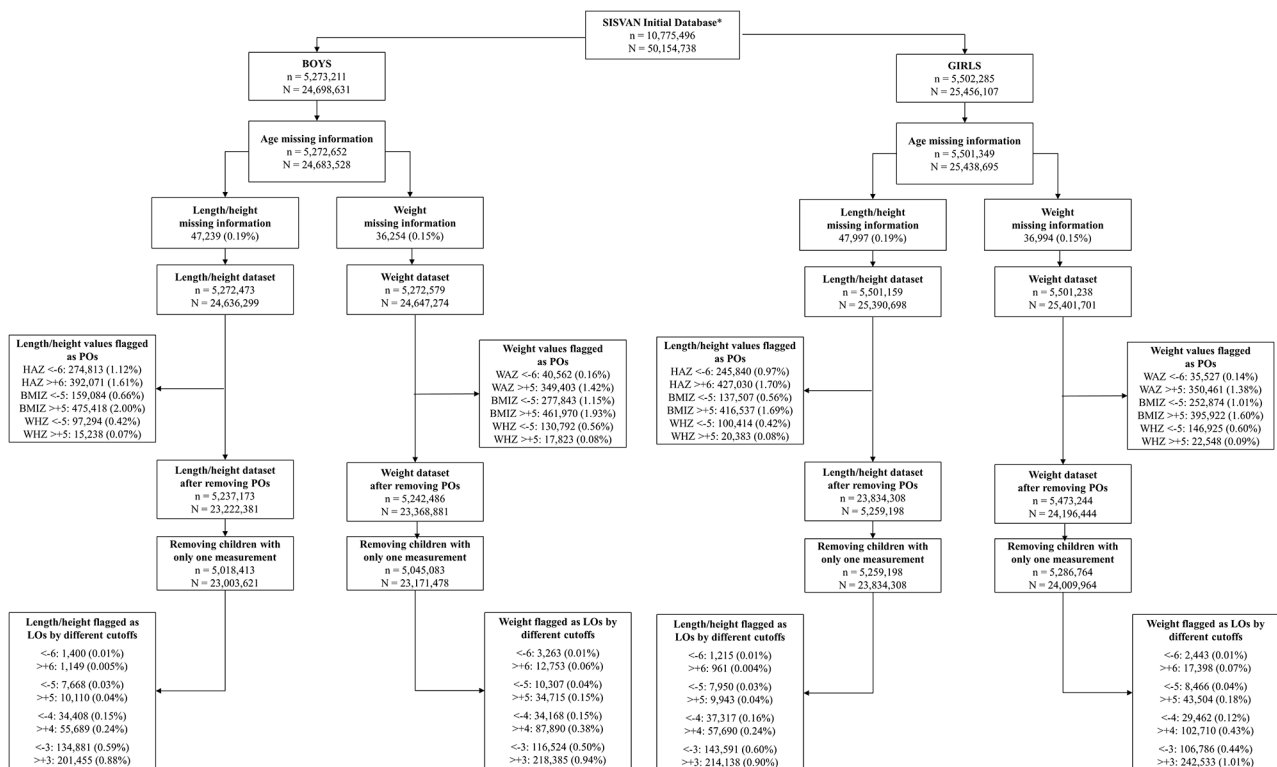 SISVAN Initial Database*
n = 10,775,496
N = 50,154,738
BOYS
n = 5,273,211
N = 24,698,631
GIRLS
n = 5,502,285
N = 25,456,107
Age missing information
n = 5,272,652
N = 24,683,528
Age missing information
n = 5,501,349
N = 25,438,695
Length/height
missing information
47,239 (0.19%)
Weight
missing information
36,254 (0.15%)
Length/height
missing information
47,997 (0.19%)
Weight
missing information
36,994 (0.15%)
Length/height dataset
n = 5,272,473
N = 24,636,299
Weight dataset
n = 5,272,579
N = 24,647,274
Length/height dataset
n = 5,501,159
N = 25,390,698
Weight dataset
n = 5,501,238
N = 25,401,701
Length/height values flagged
as POs
HAZ <-6: 274,813 (1.12%)
HAZ >+6: 392,071 (1.61%)
BMIZ <-5: 159,084 (0.66%)
BMIZ >+5: 475,418 (2.00%)
WHZ <-5: 97,294 (0.42%)
WHZ >+5: 15,238 (0.07%)
Weight values flagged
as POs
WAZ <-6: 40,562 (0.16%)
WAZ >+5: 349,403 (1.42%)
BMIZ <-5: 277,843 (1.15%)
BMIZ >+5: 461,970 (1.93%)
WHZ <-5: 130,792 (0.56%)
WHZ >+5: 17,823 (0.08%)
Length/height values flagged
as POs
HAZ <-6: 245,840 (0.97%)
HAZ >+6: 427,030 (1.70%)
BMIZ <-5: 137,507 (0.56%)
BMIZ >+5: 416,537 (1.69%)
WHZ <-5: 100,414 (0.42%)
WHZ >+5: 20,383 (0.08%)
Weight values flagged
as POs
WAZ <-6: 35,527 (0.14%)
WAZ >+5: 350,461 (1.38%)
BMIZ <-5: 252,874 (1.01%)
BMIZ >+5: 395,922 (1.60%)
WHZ <-5: 146,925 (0.60%)
WHZ >+5: 22,548 (0.09%)
Length/height dataset
after removing POs
n = 5,237,173
N = 23,222,381
Weight dataset
after removing POs
n = 5,242,486
N = 23,368,881
Length/height dataset
after removing POs
n = 23,834,308
N = 5,259,198
Weight dataset
after removing POs
n = 5,473,244
N = 24,196,444
Removing children with
only one measurement
n = 5,018,413
N = 23,003,621
Removing children with
only one measurement
n = 5,045,083
N = 23,171,478
Removing children with
only one measurement
n = 5,259,198
N = 23,834,308
Removing children with
only one measurement
n = 5,286,764
N = 24,009,964
Length/height flagged as
LOs by different cutoffs
<-6: 1,400 (0.01%)
>+6: 1,149 (0.005%)
<-5: 7,668 (0.03%)
>+5: 10,110 (0.04%)
<-4: 34,408 (0.15%)
>+4: 55,689 (0.24%)
<-3: 134,881 (0.59%)
>+3: 201,455 (0.88%)
Weight flagged as LOs by
different cutoffs
<-6: 3,263 (0.01%)
>+6: 12,753 (0.06%)
<-5: 10,307 (0.04%)
>+5: 34,715 (0.15%)
<-4: 34,168 (0.15%)
>+4: 87,890 (0.38%)
<-3: 116,524 (0.50%)
>+3: 218,385 (0.94%)
Length/height flagged as
LOs by different cutoffs
<-6: 1,215 (0.01%)
>+6: 961 (0.004%)
<-5: 7,950 (0.03%)
>+5: 9,943 (0.04%)
<-4: 37,317 (0.16%)
>+4: 57,690 (0.24%)
<-3: 143,591 (0.60%)
>+3: 214,138 (0.90%)
Weight flagged as LOs by
different cutoffs
<-6: 2,443 (0.01%)
>+6: 17,398 (0.07%)
<-5: 8,466 (0.04%)
>+5: 43,504 (0.18%)
<-4: 29,462 (0.12%)
>+4: 102,710 (0.43%)
<-3: 106,786 (0.44%)
>+3: 242,533 (1.01%)